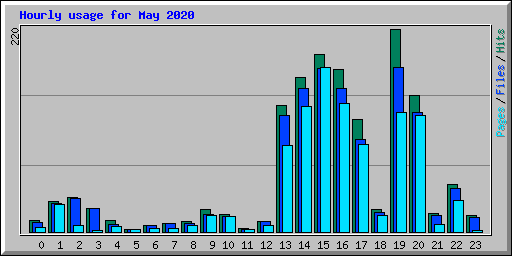 Hourly usage for May 2020
220
Pages/Files/Hits
0 1 2 3 4 5 6 7 8 9 10 11 12 13 14 15 16 17 18 19 20 21 22 23